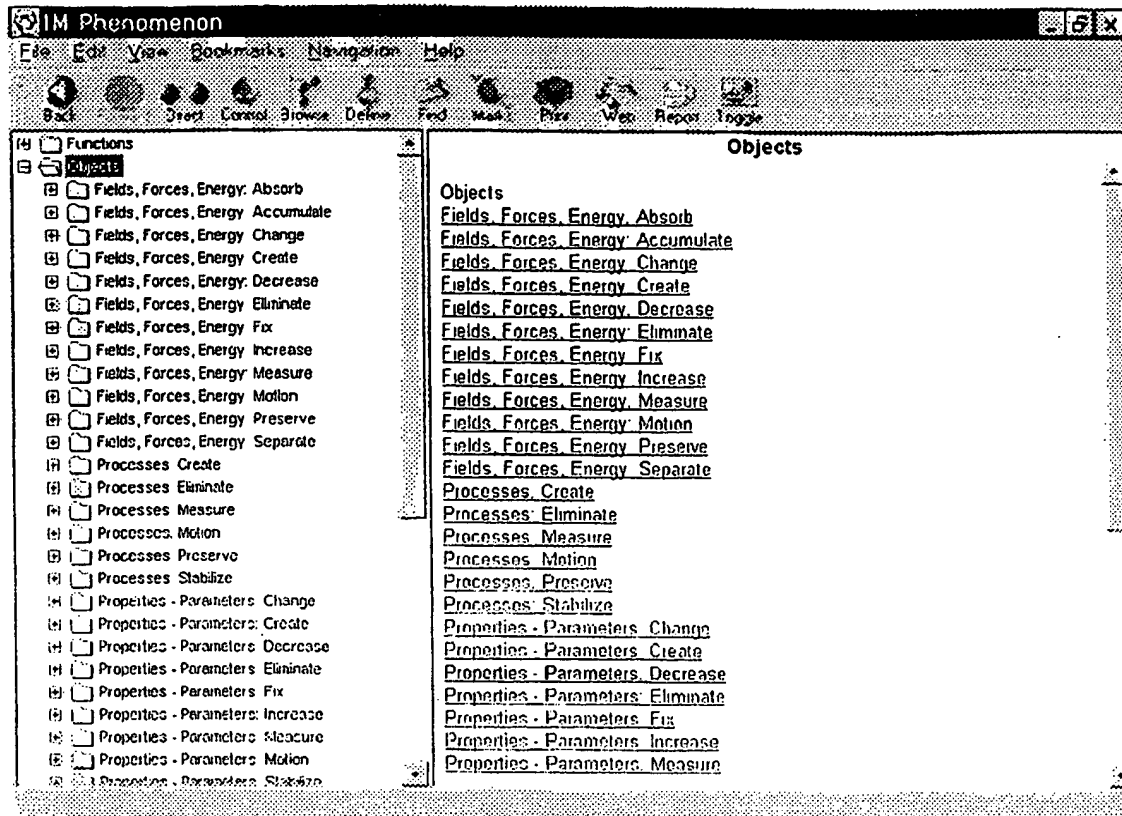 IM Phenomenon
File Edit View Bookmarks Navigation Help
Back Direct Control Browse Define Find Prev Web Report Toggle
Functions
Objects
Fields, Forces, Energy: Absorb
Fields, Forces, Energy Accumulate
Fields, Forces, Energy Change
Fields, Forces, Energy Create
Fields, Forces, Energy: Decrease
Fields, Forces, Energy Eliminate
Fields, Forces, Energy Fix
Fields, Forces, Energy Increase
Fields, Forces, Energy Measure
Fields, Forces, Energy Motion
Fields, Forces, Energy Preserve
Fields, Forces, Energy Separate
Processes Create
Processes Eliminate
Processes Measure
Processes. Motion
Processes Preserve
Processes Stabilize
Properties - Parameters Change
Properties - Parameters: Create
Properties - Parameters Decrease
Properties - Parameters Eliminate
Properties - Parameters Fix
Properties - Parameters: Increase
Properties - Parameters Measure
Properties - Parameters Motion
Properties - Parameters Stabilize
Objects
Objects
Fields, Forces, Energy, Absorb
Fields, Forces, Energy: Accumulate
Fields, Forces, Energy Change
Fields, Forces, Energy Create
Fields, Forces, Energy, Decrease
Fields, Forces, Energy: Eliminate
Fields, Forces, Energy Fix
Fields, Forces, Energy Increase
Fields, Forces, Energy, Measure
Fields, Forces, Energy: Motion
Fields, Forces, Energy Preserve
Fields, Forces, Energy Separate
Processes, Create
Processes: Eliminate
Processes Measure
Processes Motion
Processes, Preserve
Processes: Stabilize
Properties - Parameters Change
Properties - Parameters Create
Properties - Parameters, Decrease
Properties - Parameters: Eliminate
Properties - Parameters Fix
Properties - Parameters Increase
Properties - Parameters, Measure